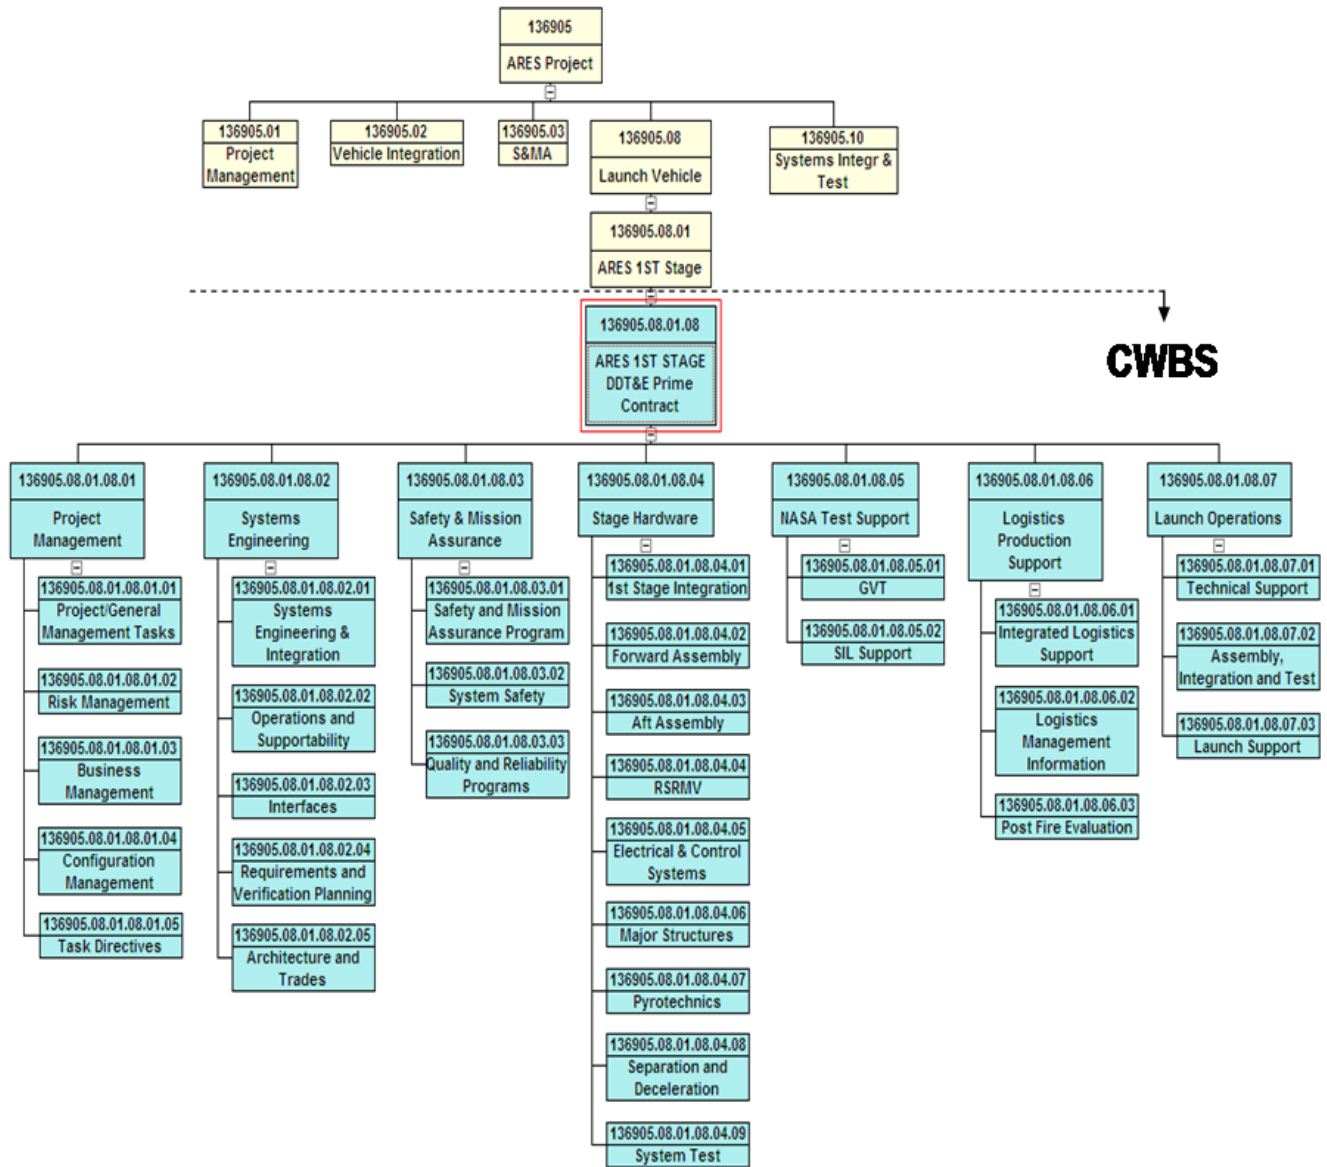 136905
ARES Project
136905.01
Project
Management
136905.02
Vehicle Integration
136905.03
S&MA
136905.08
Launch Vehicle
136905.10
Systems Integr &
Test
136905.08.01
ARES 1ST Stage
136905.08.01.08
ARES 1ST STAGE
DDT&E Prime
Contract
CWBS
136905.08.01.08.01
Project
Management
136905.08.01.08.01.01
Project/General
Management Tasks
136905.08.01.08.01.02
Risk Management
136905.08.01.08.01.03
Business
Management
136905.08.01.08.01.04
Configuration
Management
136905.08.01.08.01.05
Task Directives
136905.08.01.08.02
Systems
Engineering
136905.08.01.08.02.01
Systems
Engineering &
Integration
136905.08.01.08.02.02
Operations and
Supportability
136905.08.01.08.02.03
Interfaces
136905.08.01.08.02.04
Requirements and
Verification Planning
136905.08.01.08.02.05
Architecture and
Trades
136905.08.01.08.03
Safety & Mission
Assurance
136905.08.01.08.03.01
Safety and Mission
Assurance Program
136905.08.01.08.03.02
System Safety
136905.08.01.08.03.03
Quality and Reliability
Programs
136905.08.01.08.04
Stage Hardware
136905.08.01.08.04.01
1st Stage Integration
136905.08.01.08.04.02
Forward Assembly
136905.08.01.08.04.03
Aft Assembly
136905.08.01.08.04.04
RSRMV
136905.08.01.08.04.05
Electrical & Control
Systems
136905.08.01.08.04.06
Major Structures
136905.08.01.08.04.07
Pyrotechnics
136905.08.01.08.04.08
Separation and
Deceleration
136905.08.01.08.04.09
System Test
136905.08.01.08.05
NASA Test Support
136905.08.01.08.05.01
GVT
136905.08.01.08.05.02
SIL Support
136905.08.01.08.06
Logistics
Production
Support
136905.08.01.08.06.01
Integrated Logistics
Support
136905.08.01.08.06.02
Logistics
Management
Information
136905.08.01.08.06.03
Post Fire Evaluation
136905.08.01.08.07
Launch Operations
136905.08.01.08.07.01
Technical Support
136905.08.01.08.07.02
Assembly,
Integration and Test
136905.08.01.08.07.03
Launch Support